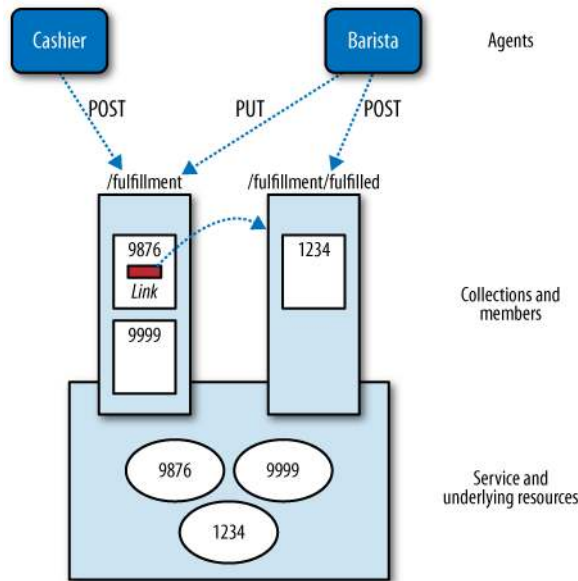 Cashier
Barista
Agents
POST
PUT
POST
/fulfillment
/fulfillment/fulfilled
9876
Link
1234
9999
Collections and
members
9876
9999
1234
Service and
underlying resources